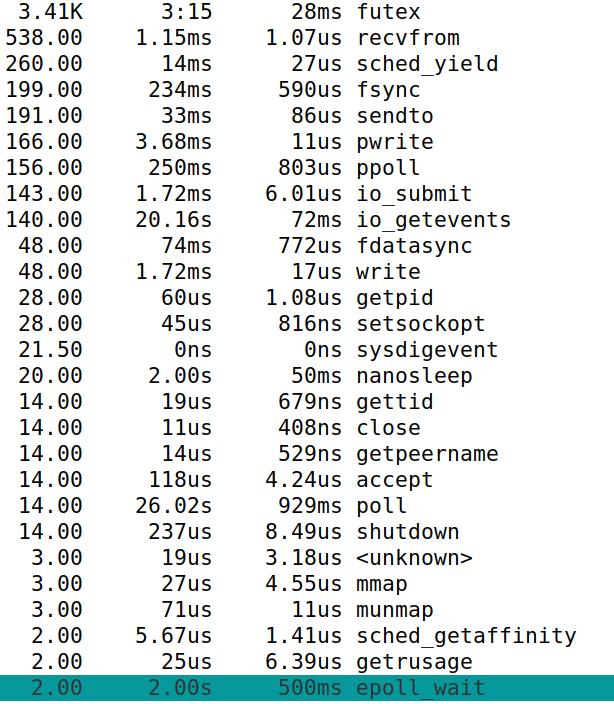 3.41K 3:15 28ms futex
538.00 1.15ms 1.07us recvfrom
260.00 14ms 27us sched_yield
199.00 234ms 590us fsync
191.00 33ms 86us sendto
166.00 3.68ms 11us pwrite
156.00 250ms 803us ppoll
143.00 1.72ms 6.01us io_submit
140.00 20.16s 72ms io_getevents
48.00 74ms 772us fdatasync
48.00 1.72ms 17us write
28.00 60us 1.08us getpid
28.00 45us 816ns setsockopt
21.50 0ns 0ns sysdigevent
20.00 2.00s 50ms nanosleep
14.00 19us 679ns gettid
14.00 11us 408ns close
14.00 14us 529ns getpeername
14.00 118us 4.24us accept
14.00 26.02s 929ms poll
14.00 237us 8.49us shutdown
3.00 19us 3.18us <unknown>
3.00 27us 4.55us mmap
3.00 71us 11us munmap
2.00 5.67us 1.41us sched_getaffinity
2.00 25us 6.39us getrusage
2.00 2.00s 500ms epoll_wait